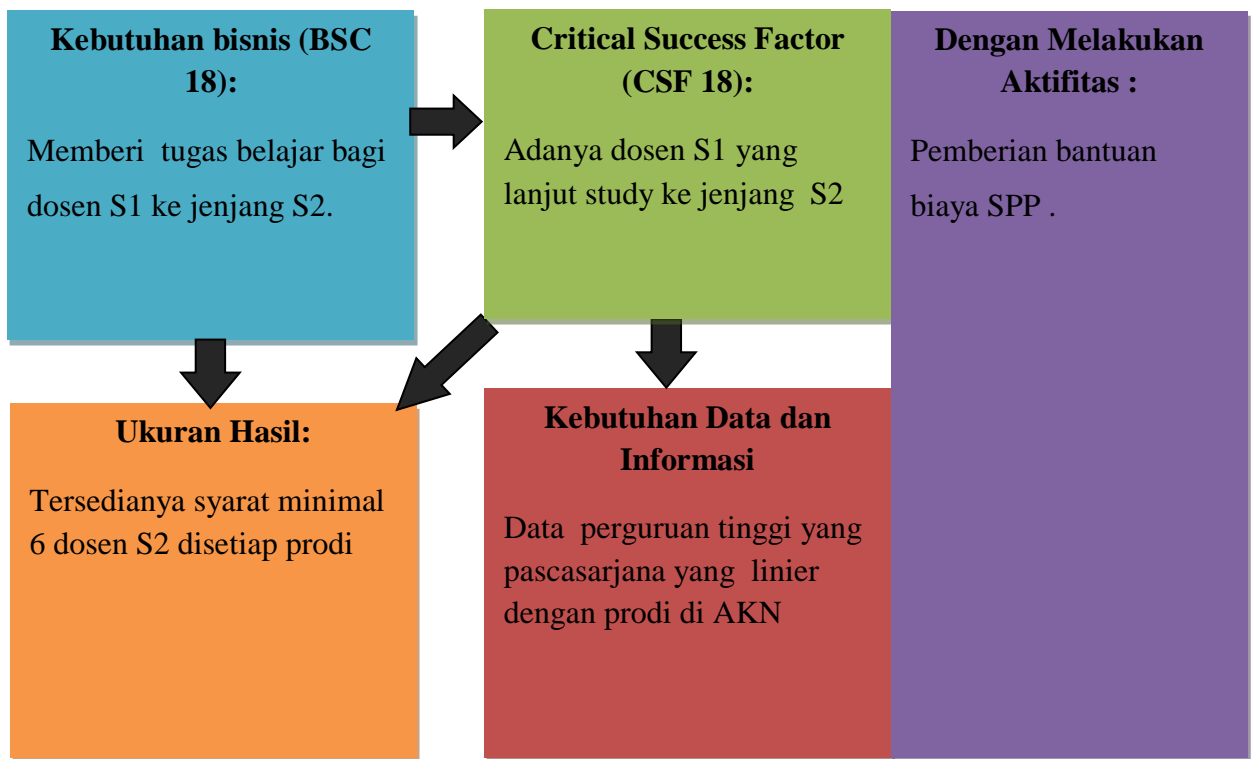 Kebutuhan bisnis (BSC
18):
Memberi tugas belajar bagi
dosen S1 ke jenjang S2.
Critical Success Factor
(CSF 18):
Adanya dosen S1 yang
lanjut study ke jenjang S2
Dengan Melakukan
Aktifitas :
Pemberian bantuan
biaya SPP .
Ukuran Hasil:
Tersedianya syarat minimal
6 dosen S2 disetiap prodi
Kebutuhan Data dan
Informasi
Data perguruan tinggi yang
pascasarjana yang linier
dengan prodi di AKN